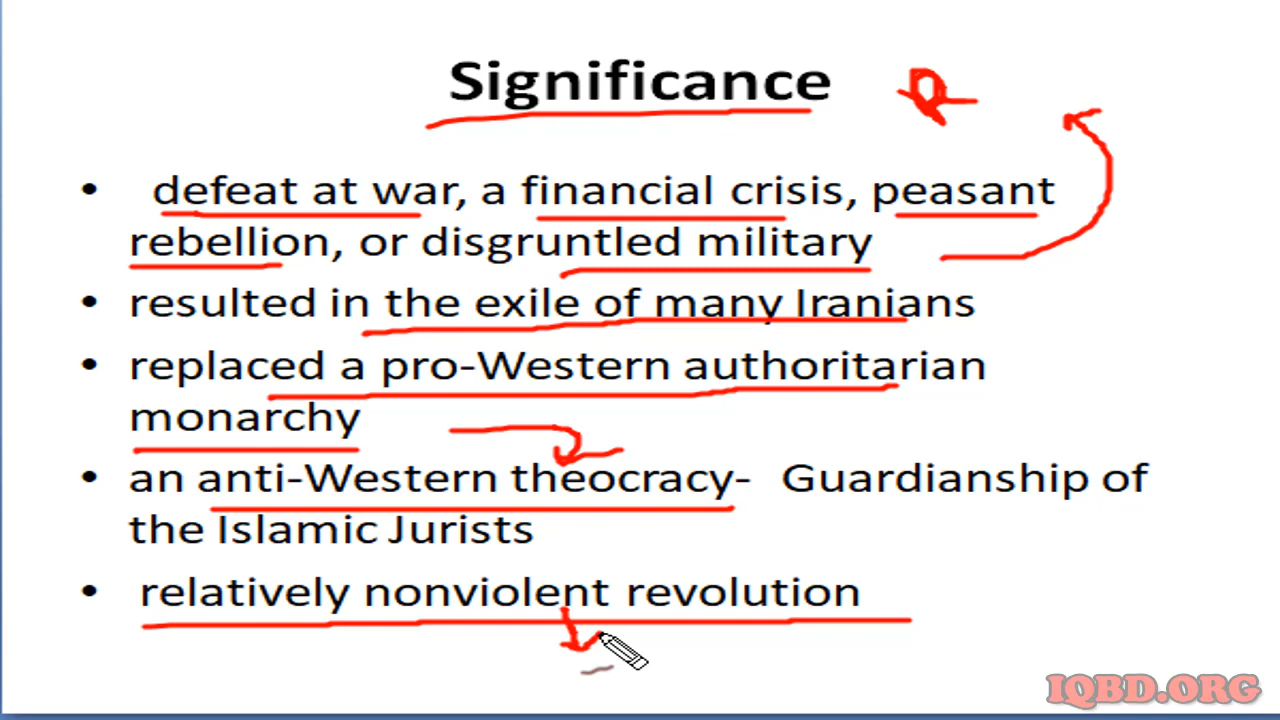 Significance
• defeat at war, a financial crisis, peasant
rebellion, or disgruntled military
• resulted in the exile of many Iranians
• replaced a pro-Western authoritarian
monarchy
• an anti-Western theocracy- Guardianship of
the Islamic Jurists
• relatively nonviolent revolution
IQBD.ORG